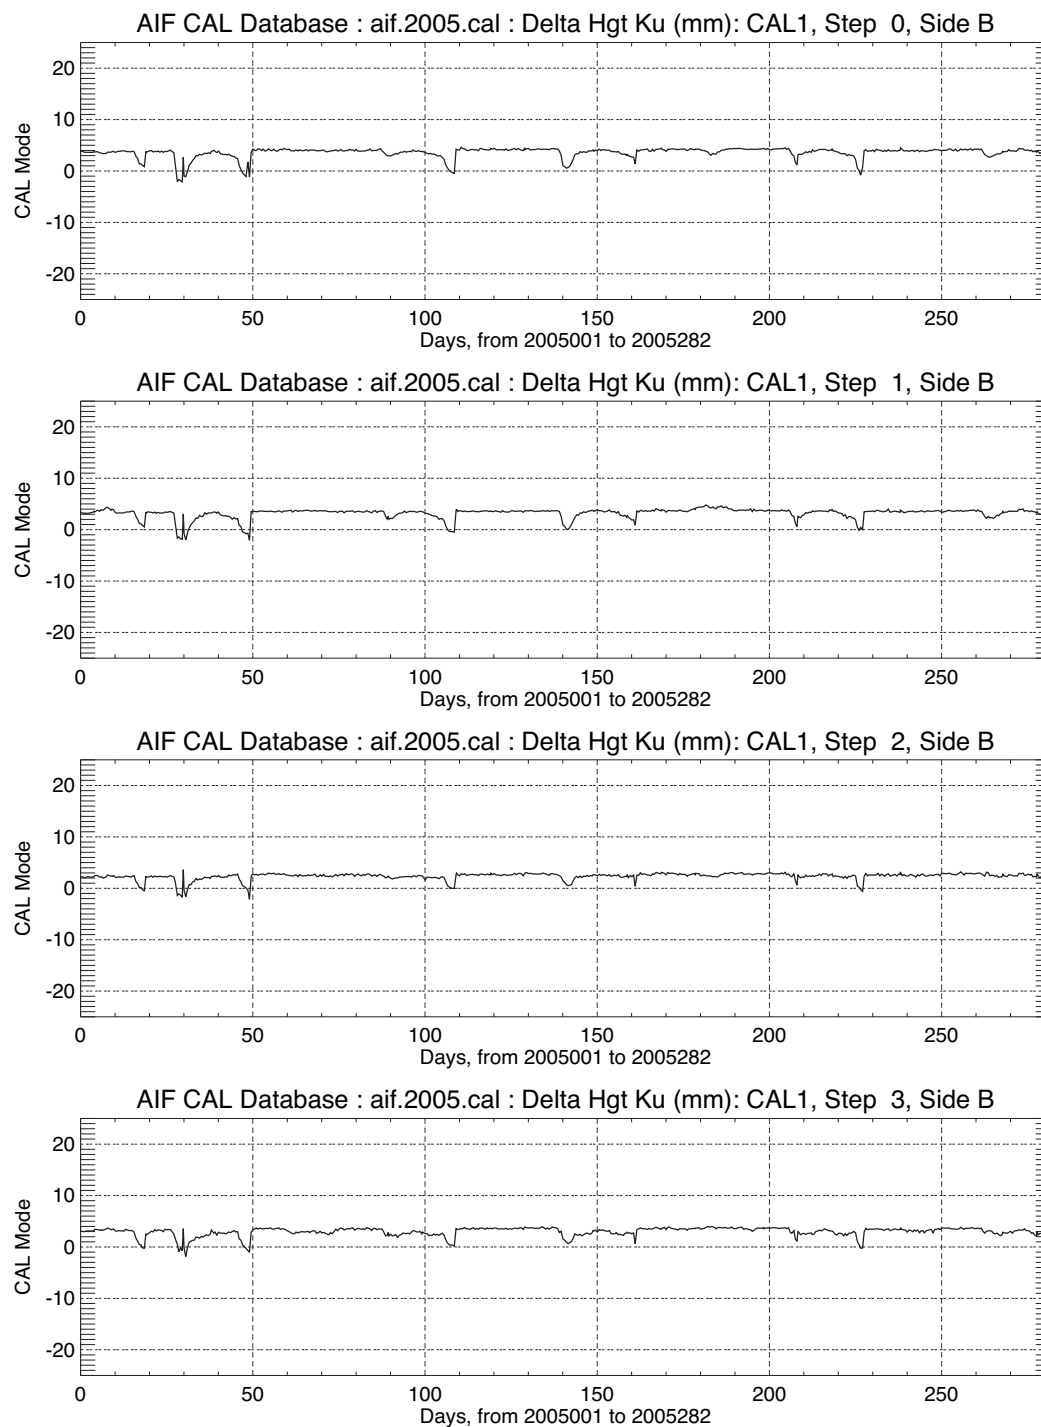 AIF CAL Database : aif.2005.cal : Delta Hgt Ku (mm): CAL1, Step  0, Side B
20
10
0
-10
-20
CAL Mode
0 50 100 150 200 250
Days, from 2005001 to 2005282
AIF CAL Database : aif.2005.cal : Delta Hgt Ku (mm): CAL1, Step  1, Side B
20
10
0
-10
-20
CAL Mode
0 50 100 150 200 250
Days, from 2005001 to 2005282
AIF CAL Database : aif.2005.cal : Delta Hgt Ku (mm): CAL1, Step  2, Side B
20
10
0
-10
-20
CAL Mode
0 50 100 150 200 250
Days, from 2005001 to 2005282
AIF CAL Database : aif.2005.cal : Delta Hgt Ku (mm): CAL1, Step  3, Side B
20
10
0
-10
-20
CAL Mode
0 50 100 150 200 250
Days, from 2005001 to 2005282